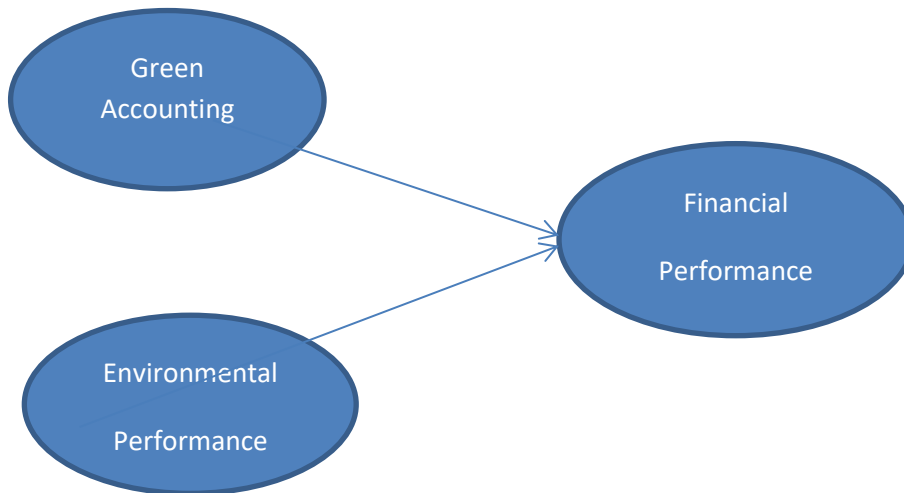 Green
Accounting
Financial
Performance
Environmental
Performance